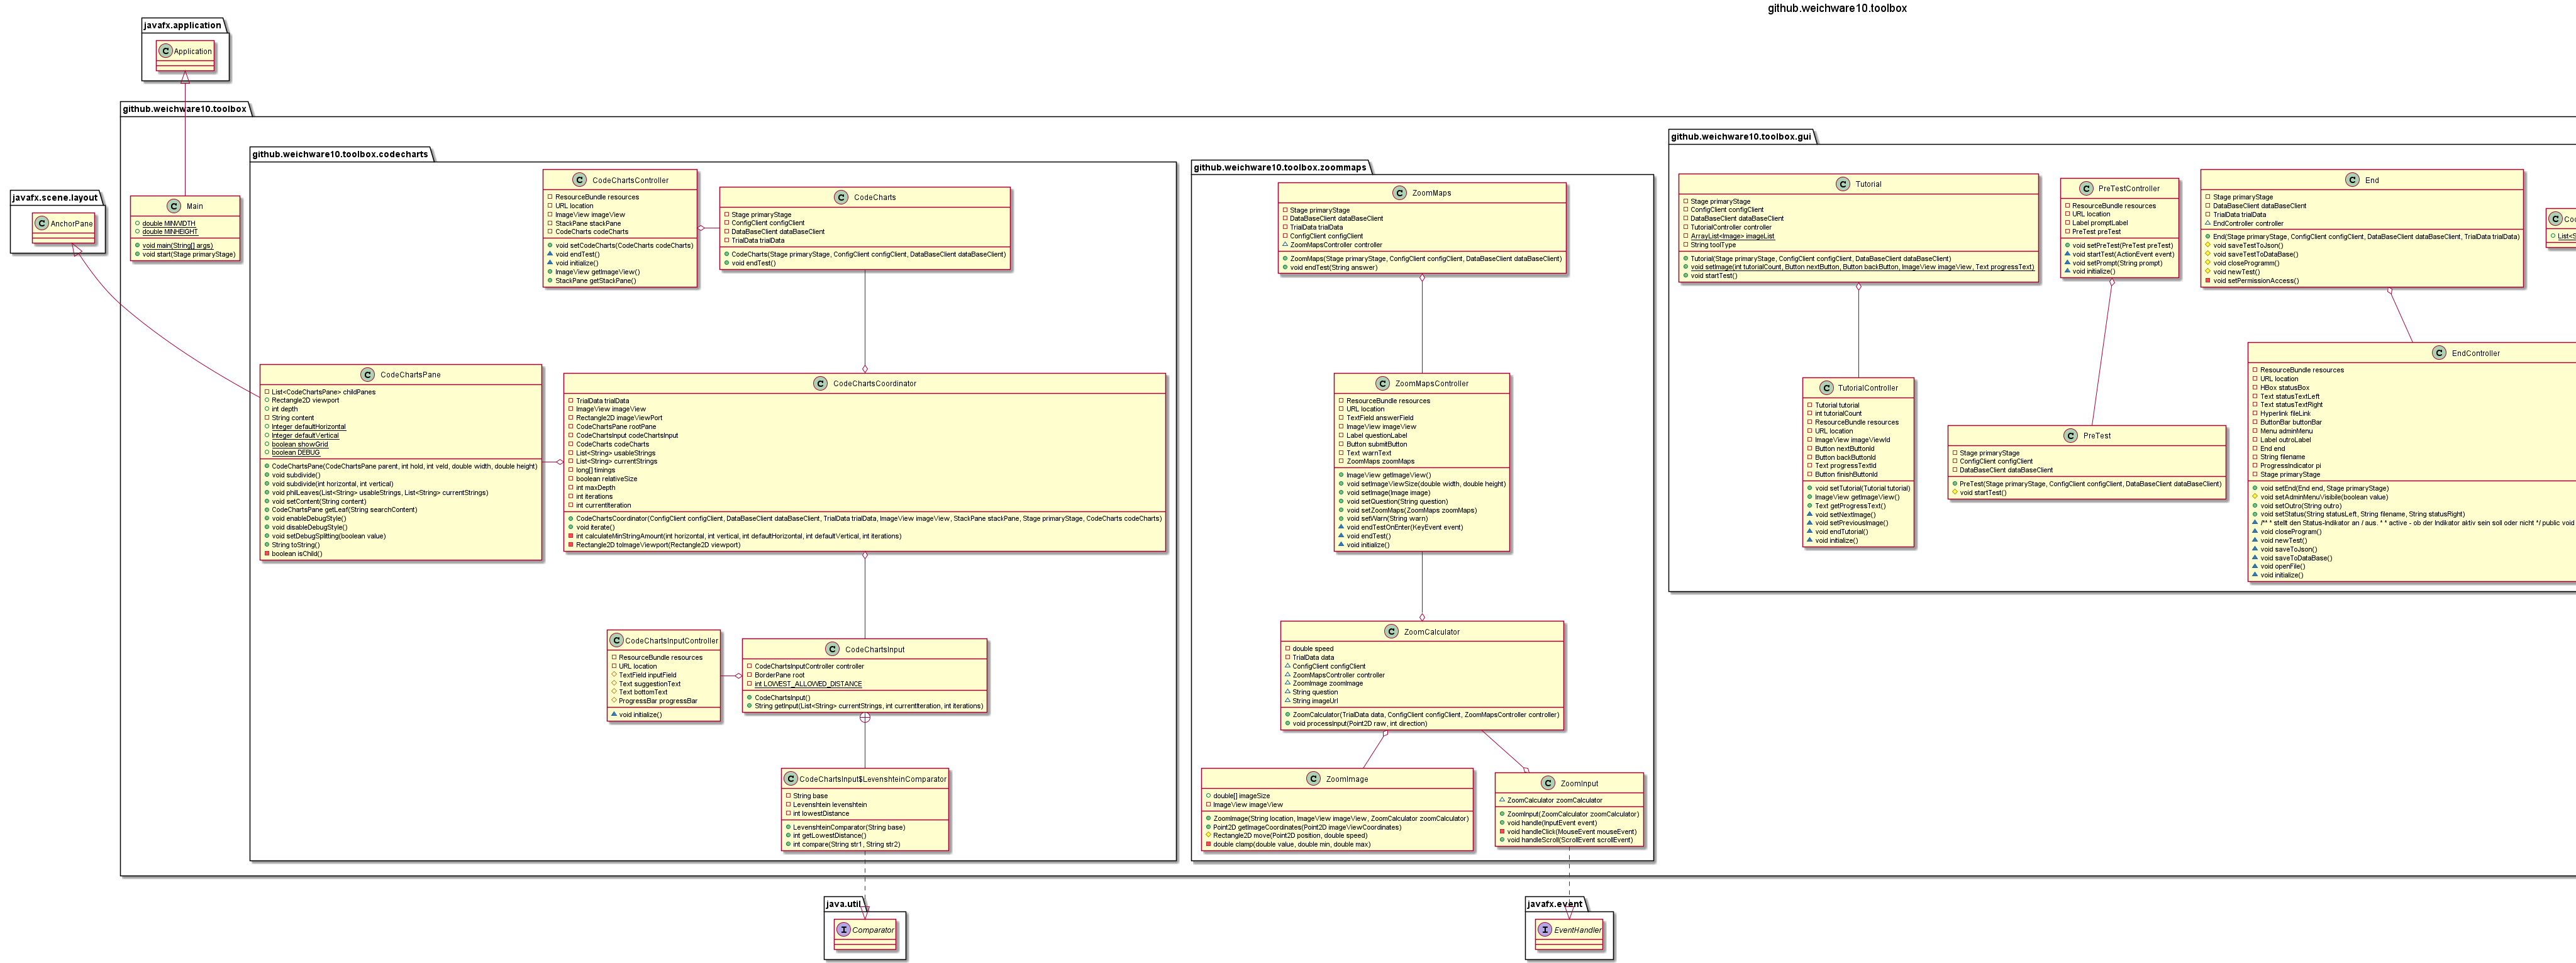 github.weichware10.toolbox
javafx.application
Application
github.weichware10.toolbox
Main
double MINWIDTH
double MINHEIGHT
void main(String[] args)
void start(Stage primaryStage)
javafx.scene.layout
AnchorPane
github.weichware10.toolbox.codecharts
CodeChartsController
ResourceBundle resources
URL location
ImageView imageView
StackPane stackPane
CodeCharts codeCharts
void setCodeCharts(CodeCharts codeCharts)
void endTest()
void initialize()
ImageView getImageView()
StackPane getStackPane()
CodeCharts
Stage primaryStage
ConfigClient configClient
DataBaseClient dataBaseClient
TrialData trialData
CodeCharts(Stage primaryStage, ConfigClient configClient, DataBaseClient dataBaseClient)
void endTest()
CodeChartsPane
List<CodeChartsPane> childPanes
Rectangle2D viewport
int depth
String content
Integer defaultHorizontal
Integer defaultVertical
boolean showGrid
boolean DEBUG
CodeChartsPane(CodeChartsPane parent, int hold, int veld, double width, double height)
void subdivide()
void subdivide(int horizontal, int vertical)
void philLeaves(List<String> usableStrings, List<String> currentStrings)
void setContent(String content)
CodeChartsPane getLeaf(String searchContent)
void enableDebugStyle()
void disableDebugStyle()
void setDebugSplitting(boolean value)
String toString()
boolean isChild()
CodeChartsCoordinator
TrialData trialData
ImageView imageView
Rectangle2D imageViewPort
CodeChartsPane rootPane
CodeChartsInput codeChartsInput
CodeCharts codeCharts
List<String> usableStrings
List<String> currentStrings
long[] timings
boolean relativeSize
int maxDepth
int iterations
int currentIteration
CodeChartsCoordinator(ConfigClient configClient, DataBaseClient dataBaseClient, TrialData trialData, ImageView imageView, StackPane stackPane, Stage primaryStage, CodeCharts codeCharts)
void iterate()
int calculateMinStringAmount(int horizontal, int vertical, int defaultHorizontal, int defaultVertical, int iterations)
Rectangle2D toImageViewport(Rectangle2D viewport)
CodeChartsInputController
ResourceBundle resources
URL location
TextField inputField
Text suggestionText
Text bottomText
ProgressBar progressBar
void initialize()
CodeChartsInput
CodeChartsInputController controller
BorderPane root
int LOWEST_ALLOWED_DISTANCE
CodeChartsInput()
String getInput(List<String> currentStrings, int currentIteration, int iterations)
CodeChartsInput$LevenshteinComparator
String base
Levenshtein levenshtein
int lowestDistance
LevenshteinComparator(String base)
int getLowestDistance()
int compare(String str1, String str2)
java.util
Comparator
github.weichware10.toolbox.zoommaps
ZoomMaps
Stage primaryStage
DataBaseClient dataBaseClient
TrialData trialData
ConfigClient configClient
ZoomMapsController controller
ZoomMaps(Stage primaryStage, ConfigClient configClient, DataBaseClient dataBaseClient)
void endTest(String answer)
ZoomMapsController
ResourceBundle resources
URL location
TextField answerField
ImageView imageView
Label questionLabel
Button submitButton
Text warnText
ZoomMaps zoomMaps
ImageView getImageView()
void setImageViewSize(double width, double height)
void setImage(Image image)
void setQuestion(String question)
void setZoomMaps(ZoomMaps zoomMaps)
void setWarn(String warn)
void endTestOnEnter(KeyEvent event)
void endTest()
void initialize()
ZoomCalculator
double speed
TrialData data
ConfigClient configClient
ZoomMapsController controller
ZoomImage zoomImage
String question
String imageUrl
ZoomCalculator(TrialData data, ConfigClient configClient, ZoomMapsController controller)
void processInput(Point2D raw, int direction)
ZoomImage
double[] imageSize
ImageView imageView
ZoomImage(String location, ImageView imageView, ZoomCalculator zoomCalculator)
Point2D getImageCoordinates(Point2D imageViewCoordinates)
Rectangle2D move(Point2D position, double speed)
double clamp(double value, double min, double max)
ZoomInput
ZoomCalculator zoomCalculator
ZoomInput(ZoomCalculator zoomCalculator)
void handle(InputEvent event)
void handleClick(MouseEvent mouseEvent)
void handleScroll(ScrollEvent scrollEvent)
javafx.event
EventHandler
github.weichware10.toolbox.gui
Tutorial
Stage primaryStage
ConfigClient configClient
DataBaseClient dataBaseClient
TutorialController controller
ArrayList<Image> imageList
String toolType
Tutorial(Stage primaryStage, ConfigClient configClient, DataBaseClient dataBaseClient)
void setImage(int tutorialCount, Button nextButton, Button backButton, ImageView imageView, Text progressText)
void startTest()
TutorialController
Tutorial tutorial
int tutorialCount
ResourceBundle resources
URL location
ImageView imageViewId
Button nextButtonId
Button backButtonId
Text progressTextId
Button finishButtonId
void setTutorial(Tutorial tutorial)
ImageView getImageView()
Text getProgressText()
void setNextImage()
void setPreviousImage()
void endTutorial()
void initialize()
PreTestController
ResourceBundle resources
URL location
Label promptLabel
PreTest preTest
void setPreTest(PreTest preTest)
void startTest(ActionEvent event)
void setPrompt(String prompt)
void initialize()
PreTest
Stage primaryStage
ConfigClient configClient
DataBaseClient dataBaseClient
PreTest(Stage primaryStage, ConfigClient configClient, DataBaseClient dataBaseClient)
void startTest()
End
Stage primaryStage
DataBaseClient dataBaseClient
TrialData trialData
EndController controller
End(Stage primaryStage, ConfigClient configClient, DataBaseClient dataBaseClient, TrialData trialData)
void saveTestToJson()
void saveTestToDataBase()
void closeProgramm()
void newTest()
void setPermissionAccess()
EndController
ResourceBundle resources
URL location
HBox statusBox
Text statusTextLeft
Text statusTextRight
Hyperlink fileLink
ButtonBar buttonBar
Menu adminMenu
Label outroLabel
End end
String filename
ProgressIndicator pi
Stage primaryStage
void setEnd(End end, Stage primaryStage)
void setAdminMenuVisibile(boolean value)
void setOutro(String outro)
void setStatus(String statusLeft, String filename, String statusRight)
/** * stellt den Status-Indikator an / aus. * * active - ob der Indikator aktiv sein soll oder nicht */ public void
void closeProgram()
void newTest()
void saveToJson()
void saveToDataBase()
void openFile()
void initialize()